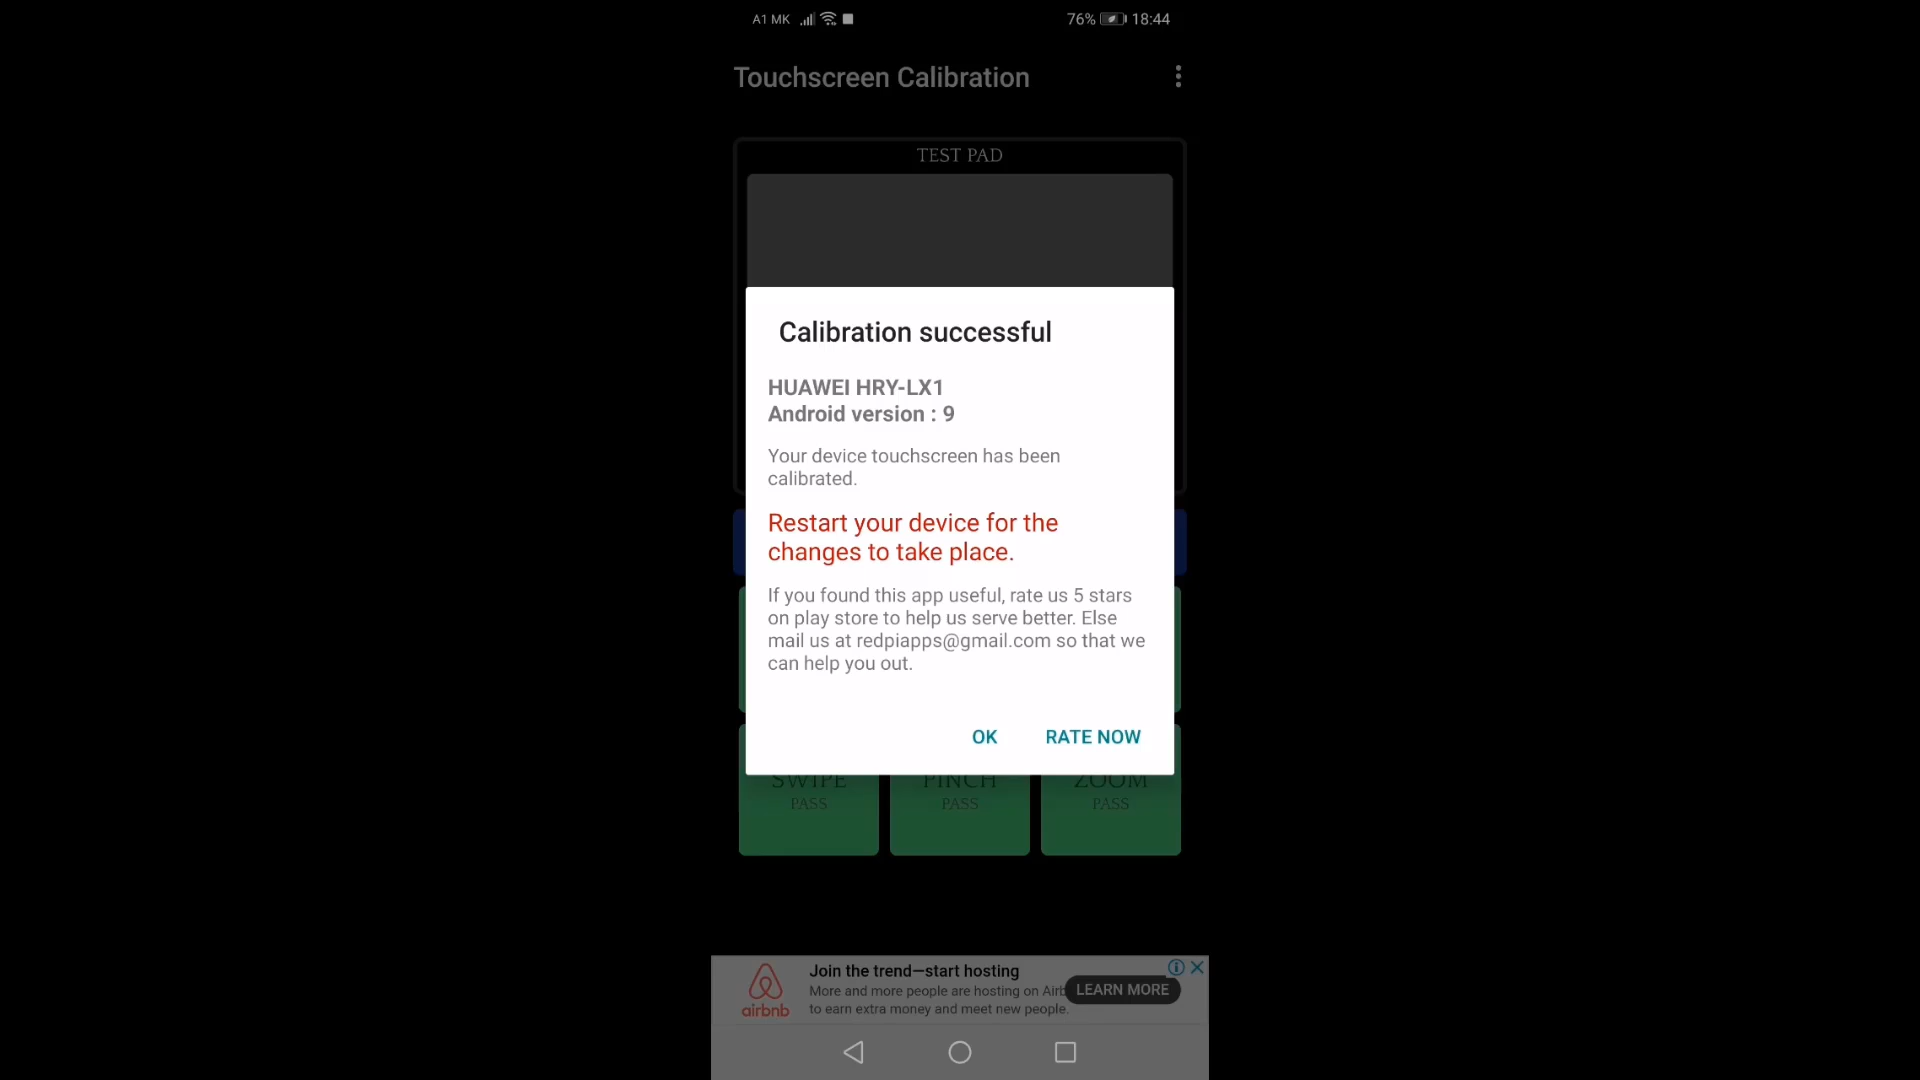 A1 MK 76% 18:44
Touchscreen Calibration
TEST PAD
Calibration successful
HUAWEI HRY-LX1
Android version : 9
Your device touchscreen has been
calibrated.
Restart your device for the
changes to take place.
If you found this app useful, rate us 5 stars
on play store to help us serve better. Else
mail us at redpiapps@gmail.com so that we
can help you out.
OK RATE NOW
SWIPE PINCH ZOOM
PASS PASS PASS
Join the trend—start hosting
More and more people are hosting on Airb
to earn extra money and meet new people.
LEARN MORE
airbnb